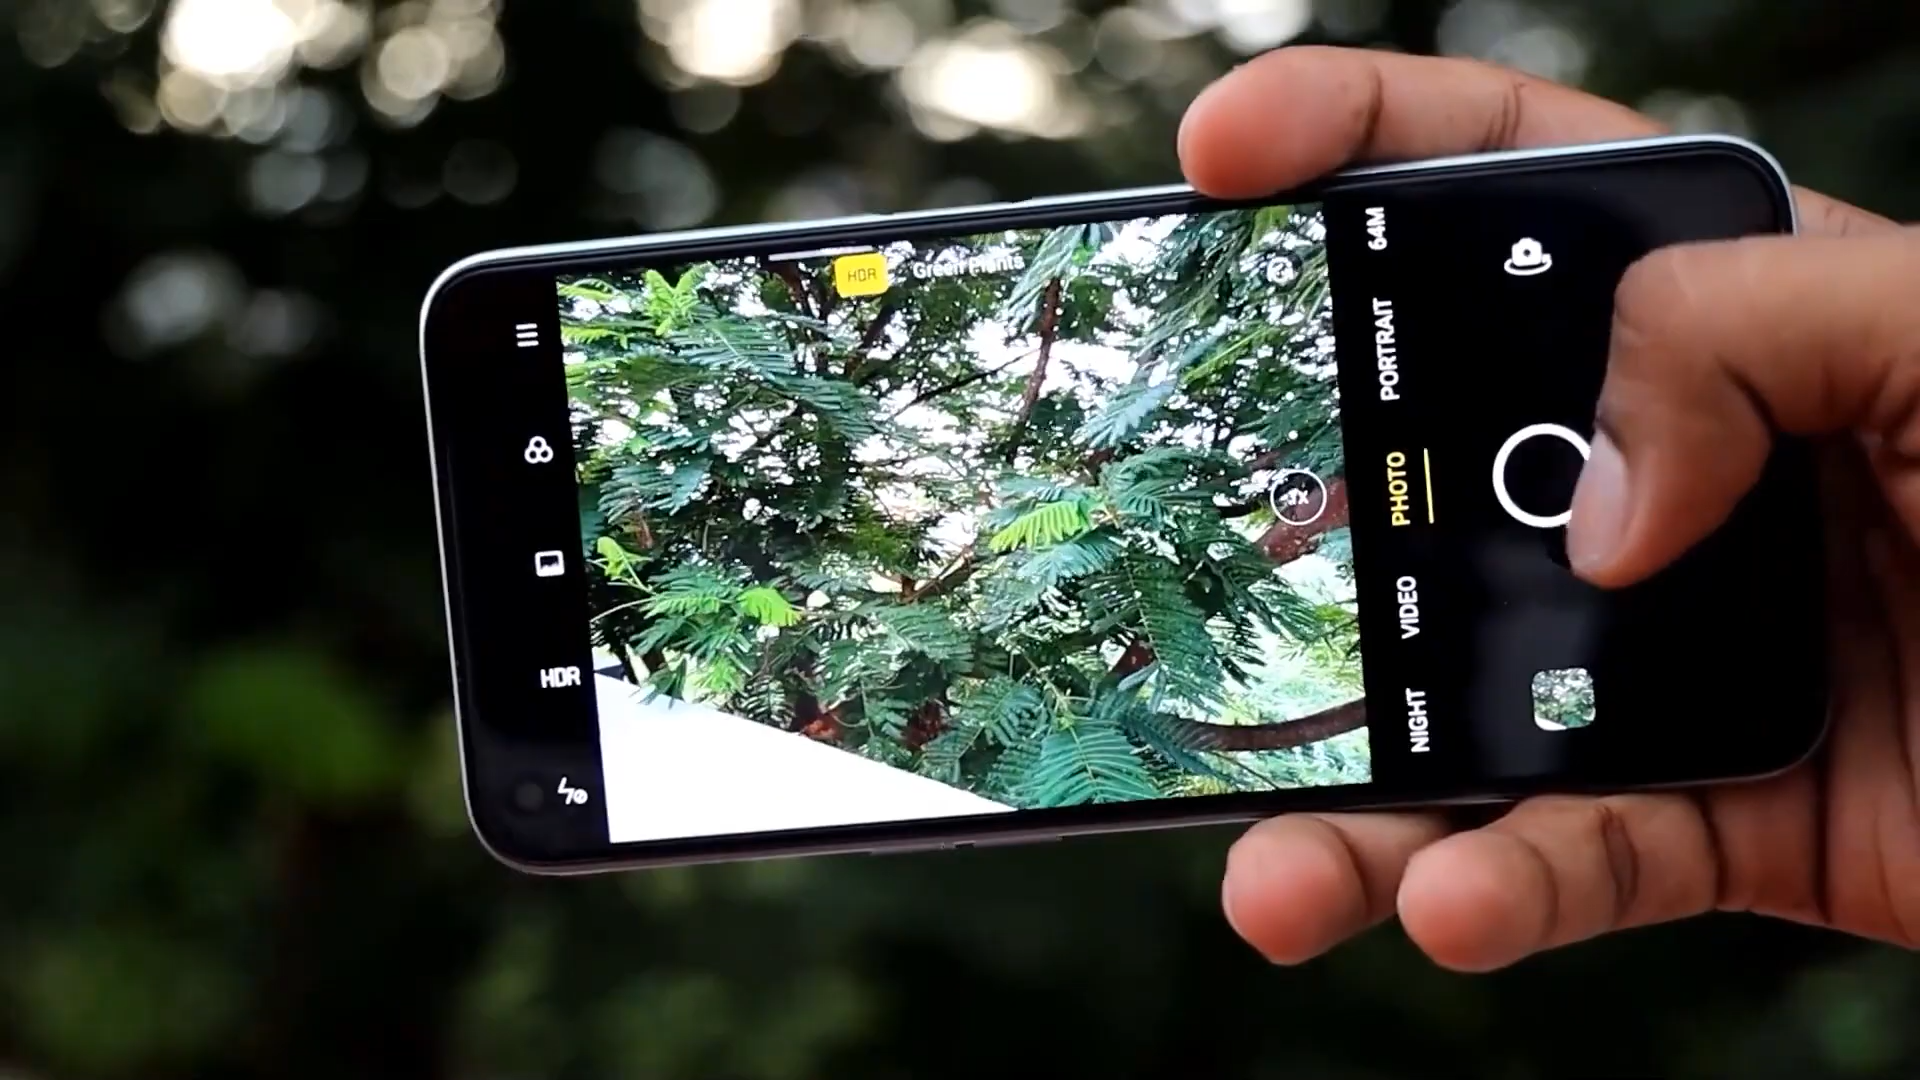 HDR
Green Plants
64M
PORTRAIT
PHOTO
VIDEO
NIGHT
HDR
1x